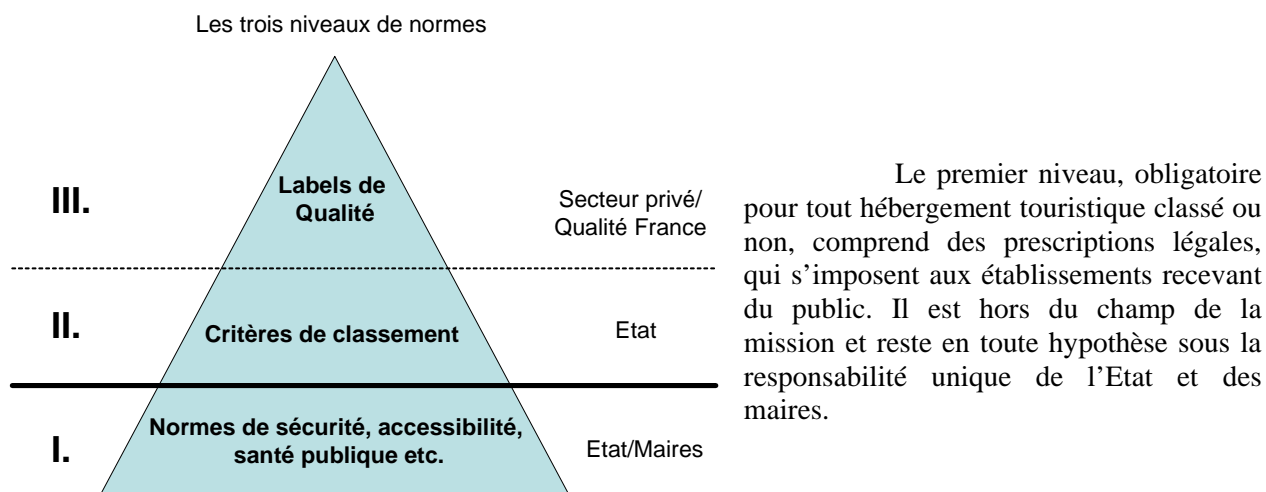 Les trois niveaux de normes
III.
Labels de
Qualité
Secteur privé/
Qualité France
II.
Critères de classement
Etat
I.
Normes de sécurité, accessibilité,
santé publique etc.
Etat/Maires
Le premier niveau, obligatoire
pour tout hébergement touristique classé ou
non, comprend des prescriptions légales,
qui s’imposent aux établissements recevant
du public. Il est hors du champ de la
mission et reste en toute hypothèse sous la
responsabilité unique de l’Etat et des
maires.